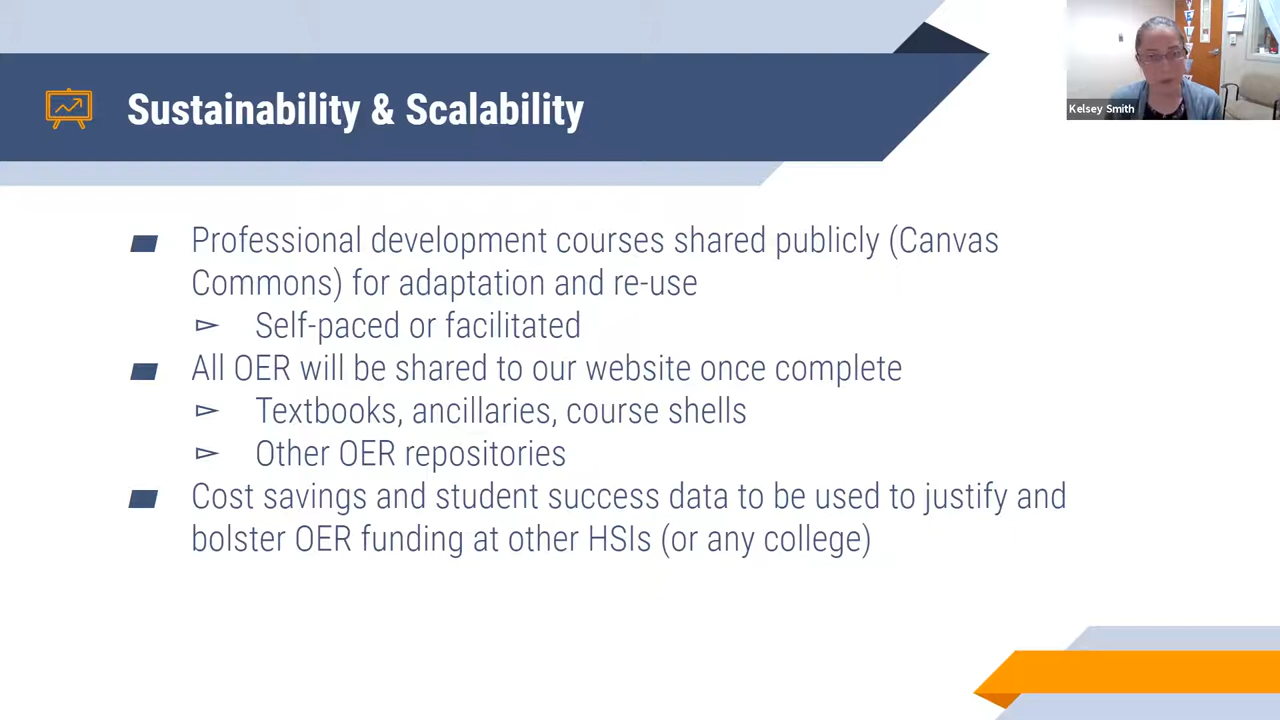 Sustainability & Scalability
Kelsey Smith
Professional development courses shared publicly (Canvas
Commons) for adaptation and re-use
Self-paced or facilitated
All OER will be shared to our website once complete
Textbooks, ancillaries, course shells
Other OER repositories
Cost savings and student success data to be used to justify and
bolster OER funding at other HSIs (or any college)